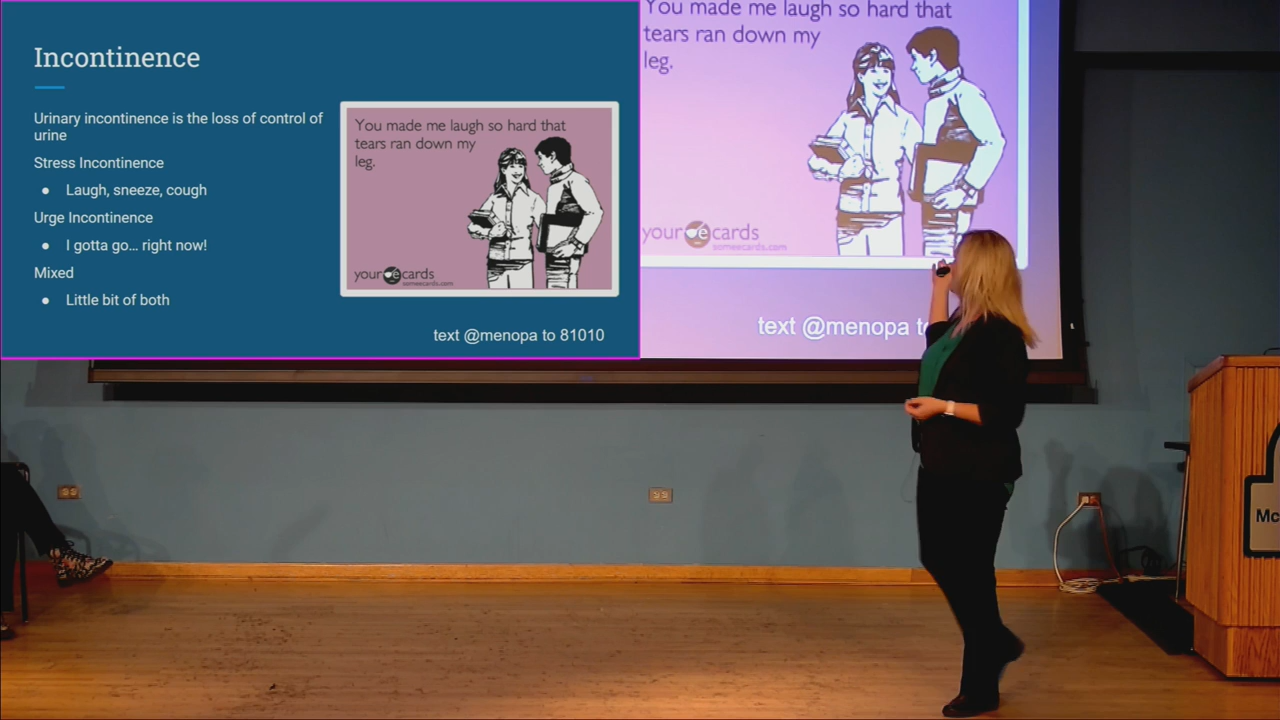 Incontinence
Urinary incontinence is the loss of control of
urine
Stress Incontinence
● Laugh, sneeze, cough
Urge Incontinence
● I gotta go... right now!
Mixed
● Little bit of both
You made me laugh so hard that
tears ran down my
leg.
your e cards
someecards.com
text @menopa to 81010
You made me laugh so hard that
tears ran down my
leg.
your e cards
someecards.com
text @menopa to
Mc